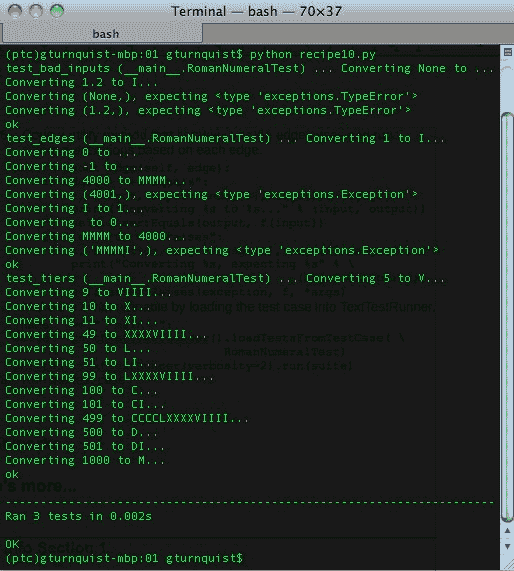 Terminal — bash — 70×37
bash
(ptc)gturnquist-mbp:01 gturnquist$ python recipe10.py
test_bad_inputs (__main__.RomanNumeralTest) ... Converting None to ...
Converting 1.2 to I...
Converting (None,), expecting <type 'exceptions.TypeError'>
Converting (1.2,), expecting <type 'exceptions.TypeError'>
ok
test_edges (__main__.RomanNumeralTest) ... Converting 1 to I...
Converting 0 to ...
Converting -1 to ...
Converting 4000 to MMMM...
Converting (4001,), expecting <type 'exceptions.Exception'>
Converting I to 1...
Converting  to 0...
Converting MMMM to 4000...
Converting ('MMMMI',), expecting <type 'exceptions.Exception'>
ok
test_tiers (__main__.RomanNumeralTest) ... Converting 5 to V...
Converting 9 to VIIII...
Converting 10 to X...
Converting 11 to XI...
Converting 49 to XXXXVIIII...
Converting 50 to L...
Converting 51 to LI...
Converting 99 to LXXXXVIIII...
Converting 100 to C...
Converting 101 to CI...
Converting 499 to CCCCLXXXXVIIII...
Converting 500 to D...
Converting 501 to DI...
Converting 1000 to M...
ok
----------------------------------------------------------------------
Ran 3 tests in 0.002s
OK
(ptc)gturnquist-mbp:01 gturnquist$